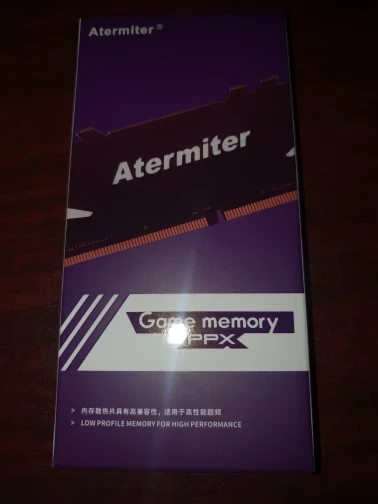 Atermiter®
Atermiter
Game memory
PPX
> 内存散热片具有高兼容性，适用于高性能超频
> LOW PROFILE MEMORY FOR HIGH PERFORMANCE